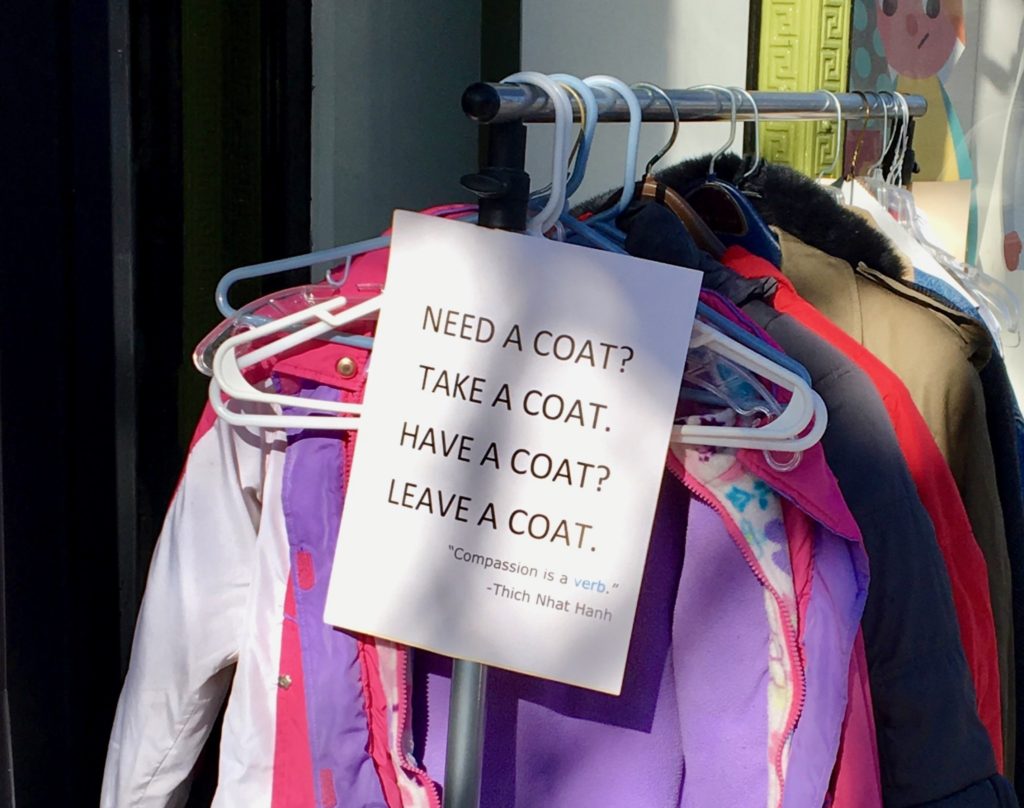 NEED A COAT?
TAKE A COAT.
HAVE A COAT?
LEAVE A COAT.
“Compassion is a verb.”
-Thich Nhat Hanh